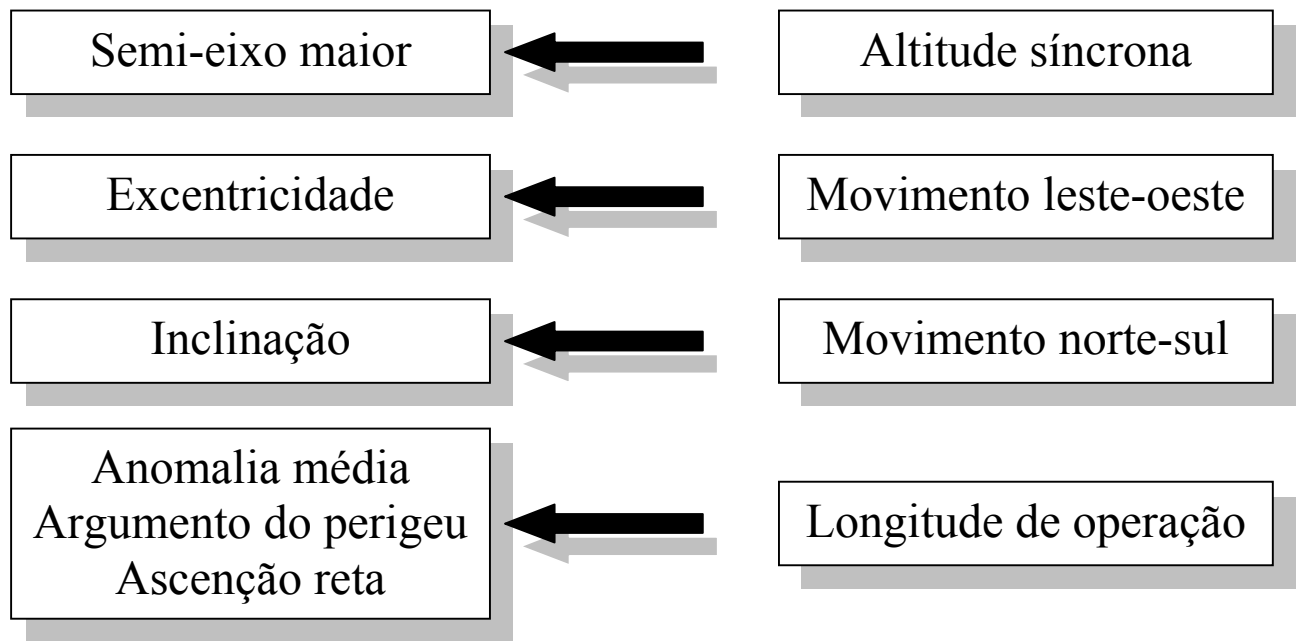 Semi-eixo maior
Altitude síncrona
Excentricidade
Movimento leste-oeste
Inclinação
Movimento norte-sul
Anomalia média
Argumento do perigeu
Ascenção reta
Longitude de operação